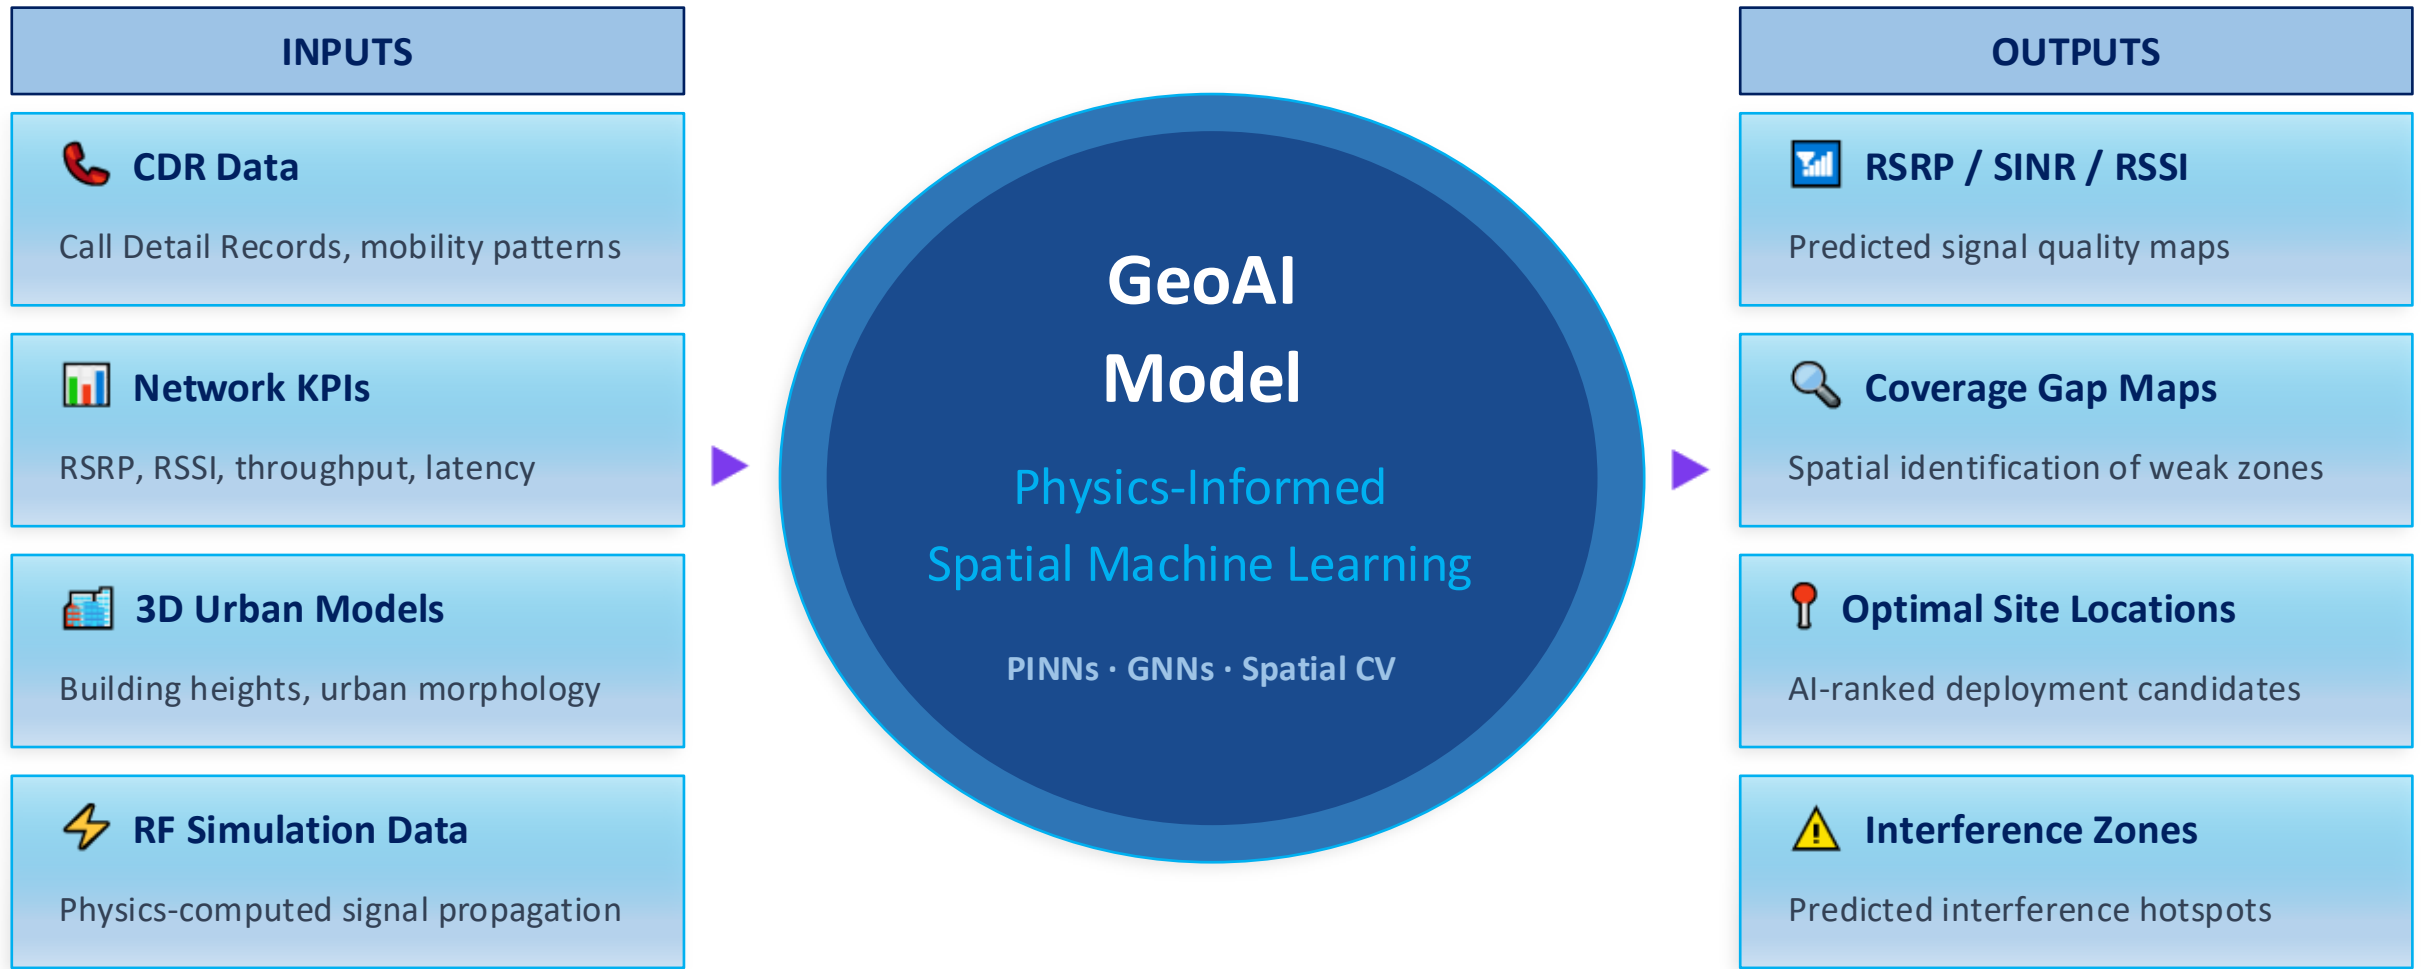 INPUTS
CDR Data
Call Detail Records, mobility patterns
Network KPIs
RSRP, RSSI, throughput, latency
3D Urban Models
Building heights, urban morphology
RF Simulation Data
Physics-computed signal propagation
GeoAI
Model
Physics-Informed
Spatial Machine Learning
PINNs · GNNs · Spatial CV
OUTPUTS
RSRP / SINR / RSSI
Predicted signal quality maps
Coverage Gap Maps
Spatial identification of weak zones
Optimal Site Locations
AI-ranked deployment candidates
Interference Zones
Predicted interference hotspots